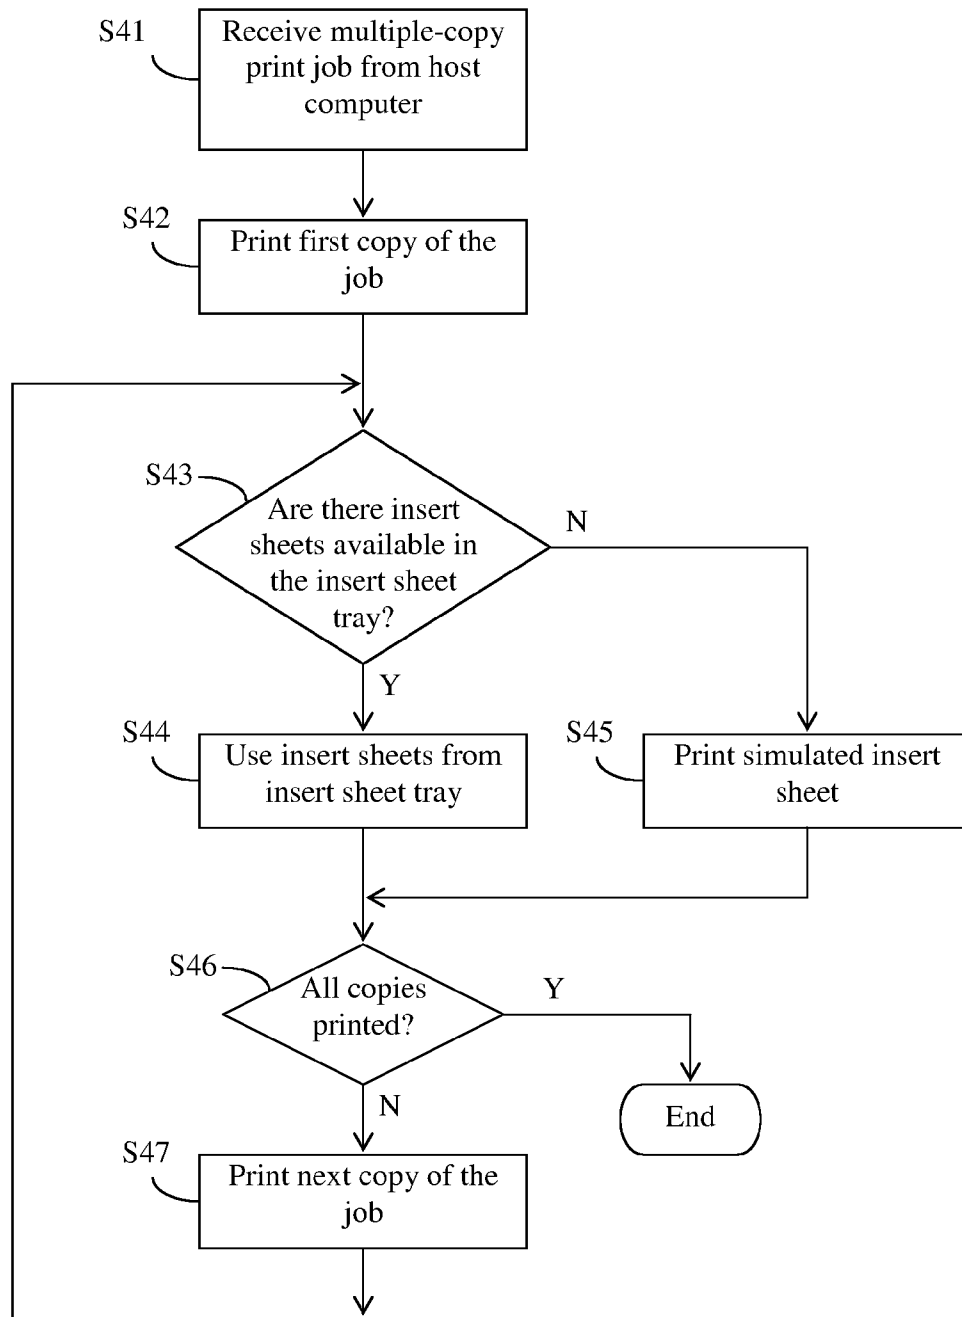 S41
Receive multiple-copy
print job from host
computer
S42
Print first copy of the
job
S43
Are there insert
sheets available in
the insert sheet
tray?
N
Y
S44
Use insert sheets from
insert sheet tray
S45
Print simulated insert
sheet
S46
All copies
printed?
Y
End
N
S47
Print next copy of the
job